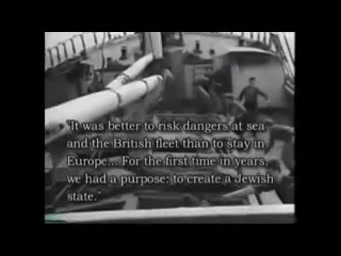 "It was better to risk dangers at sea
and the British fleet than to stay in
Europe... For the first time in years,
we had a purpose: to create a Jewish
state."